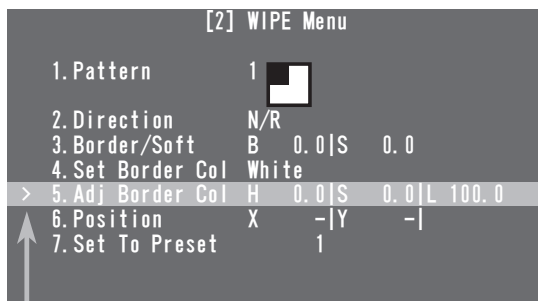 [2] WIPE Menu
1.Pattern 1
2.Direction N/R
3.Border/Soft B 0.0|S 0.0
4.Set Border Col White
> 5.Adj Border Col H 0.0|S 0.0|L 100.0
6.Position X -|Y -|
7.Set To Preset 1